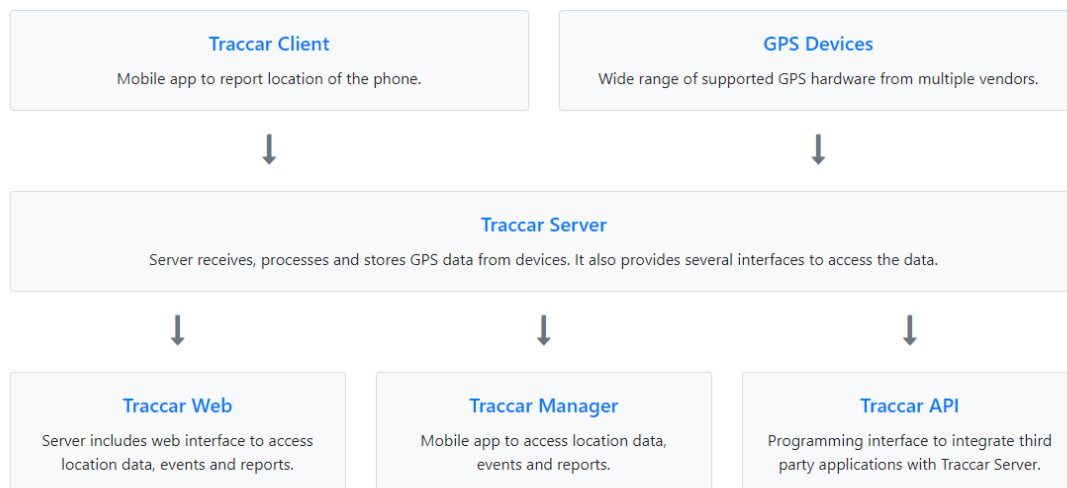 Traccar Client
Mobile app to report location of the phone.
GPS Devices
Wide range of supported GPS hardware from multiple vendors.
Traccar Server
Server receives, processes and stores GPS data from devices. It also provides several interfaces to access the data.
Traccar Web
Server includes web interface to access
location data, events and reports.
Traccar Manager
Mobile app to access location data,
events and reports.
Traccar API
Programming interface to integrate third
party applications with Traccar Server.